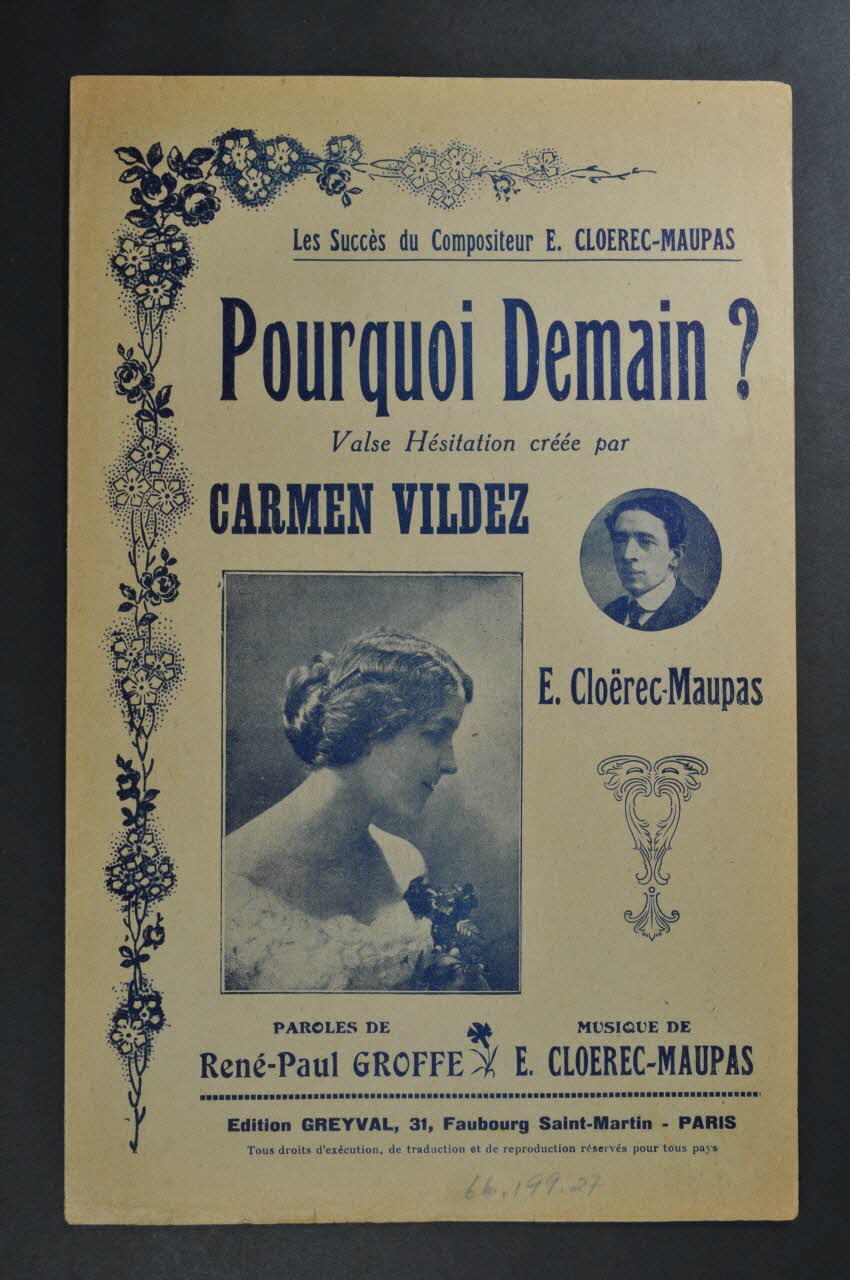 Les Succès du Compositeur E. CLOEREC-MAUPAS
Pourquoi Demain ?
Valse Hésitation créée par
CARMEN VILDEZ
E. Cloërec-Maupas
PAROLES DE
René-Paul GROFFE
MUSIQUE DE
E. CLOEREC-MAUPAS
Edition GREYVAL, 31, Faubourg Saint-Martin - PARIS
Tous droits d'exécution, de traduction et de reproduction réservés pour tous pays
66.199.27